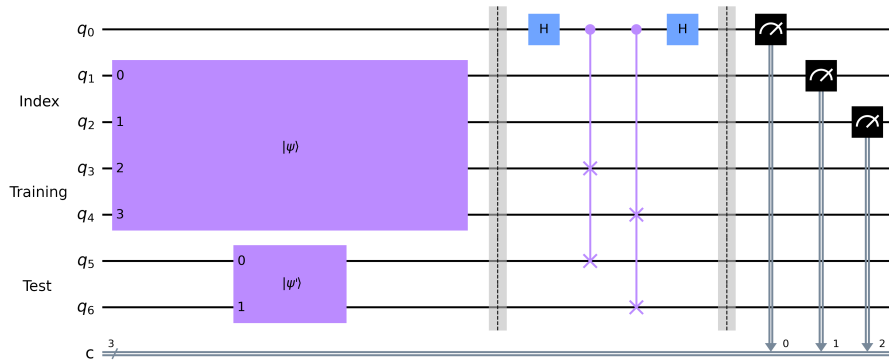 q0 H H
q1 0
Index
q2 1
|ψ⟩
q3 2
Training
q4 3
q5 0
Test |ψ'⟩
q6 1
c 3 0 1 2